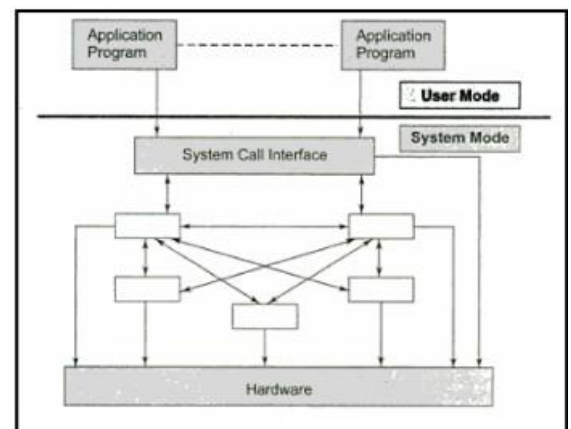 Application
Program
Application
Program
User Mode
System Mode
System Call Interface
Hardware